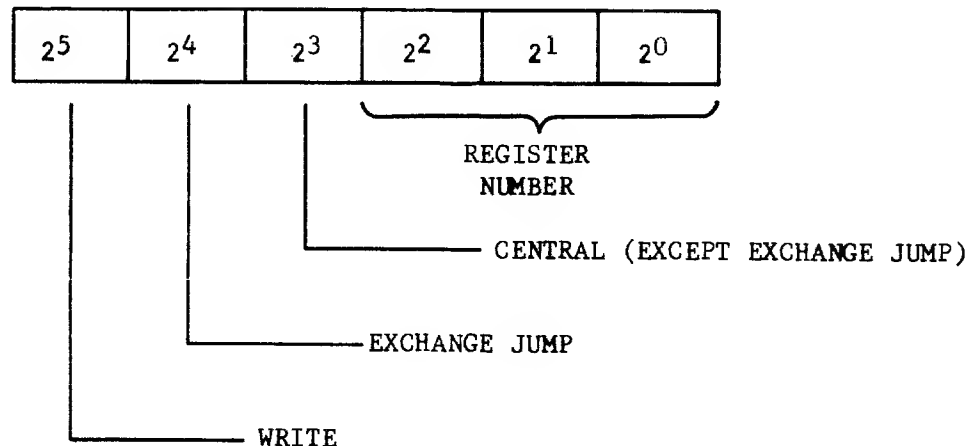 2⁵ 2⁴ 2³ 2² 2¹ 2⁰
REGISTER
NUMBER
CENTRAL (EXCEPT EXCHANGE JUMP)
EXCHANGE JUMP
WRITE